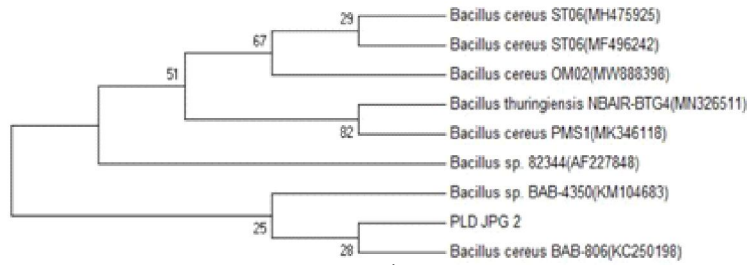 29
Bacillus cereus ST06(MH475925)
Bacillus cereus ST06(MF496242)
67
Bacillus cereus OM02(MW888398)
51
Bacillus thuringiensis NBAIR-BTG4(MN326511)
82
Bacillus cereus PMS1(MK346118)
Bacillus sp. 82344(AF227848)
Bacillus sp. BAB-4350(KM104683)
25
PLD JPG 2
28
Bacillus cereus BAB-806(KC250198)